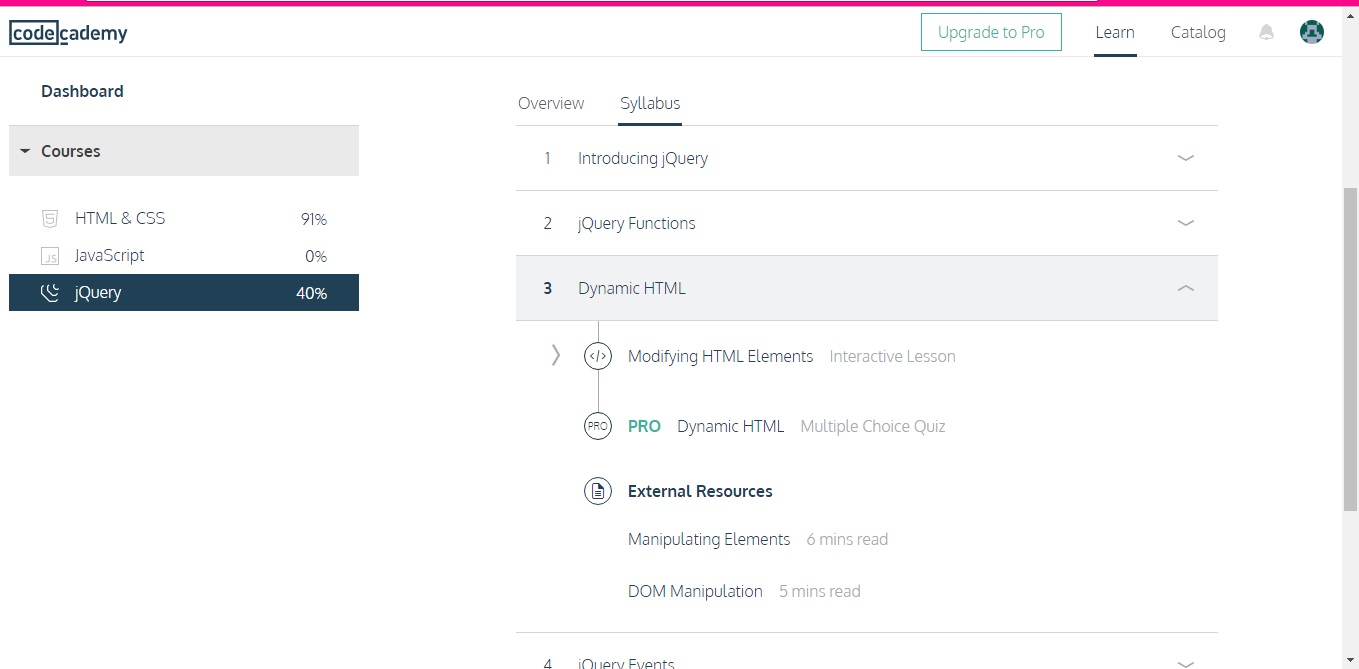 codecademy
Upgrade to Pro
Learn
Catalog
Dashboard
Courses
HTML & CSS 91%
JavaScript 0%
jQuery 40%
Overview Syllabus
1 Introducing jQuery
2 jQuery Functions
3 Dynamic HTML
</> Modifying HTML Elements Interactive Lesson
PRO PRO Dynamic HTML Multiple Choice Quiz
External Resources
Manipulating Elements 6 mins read
DOM Manipulation 5 mins read
4 jQuery Events